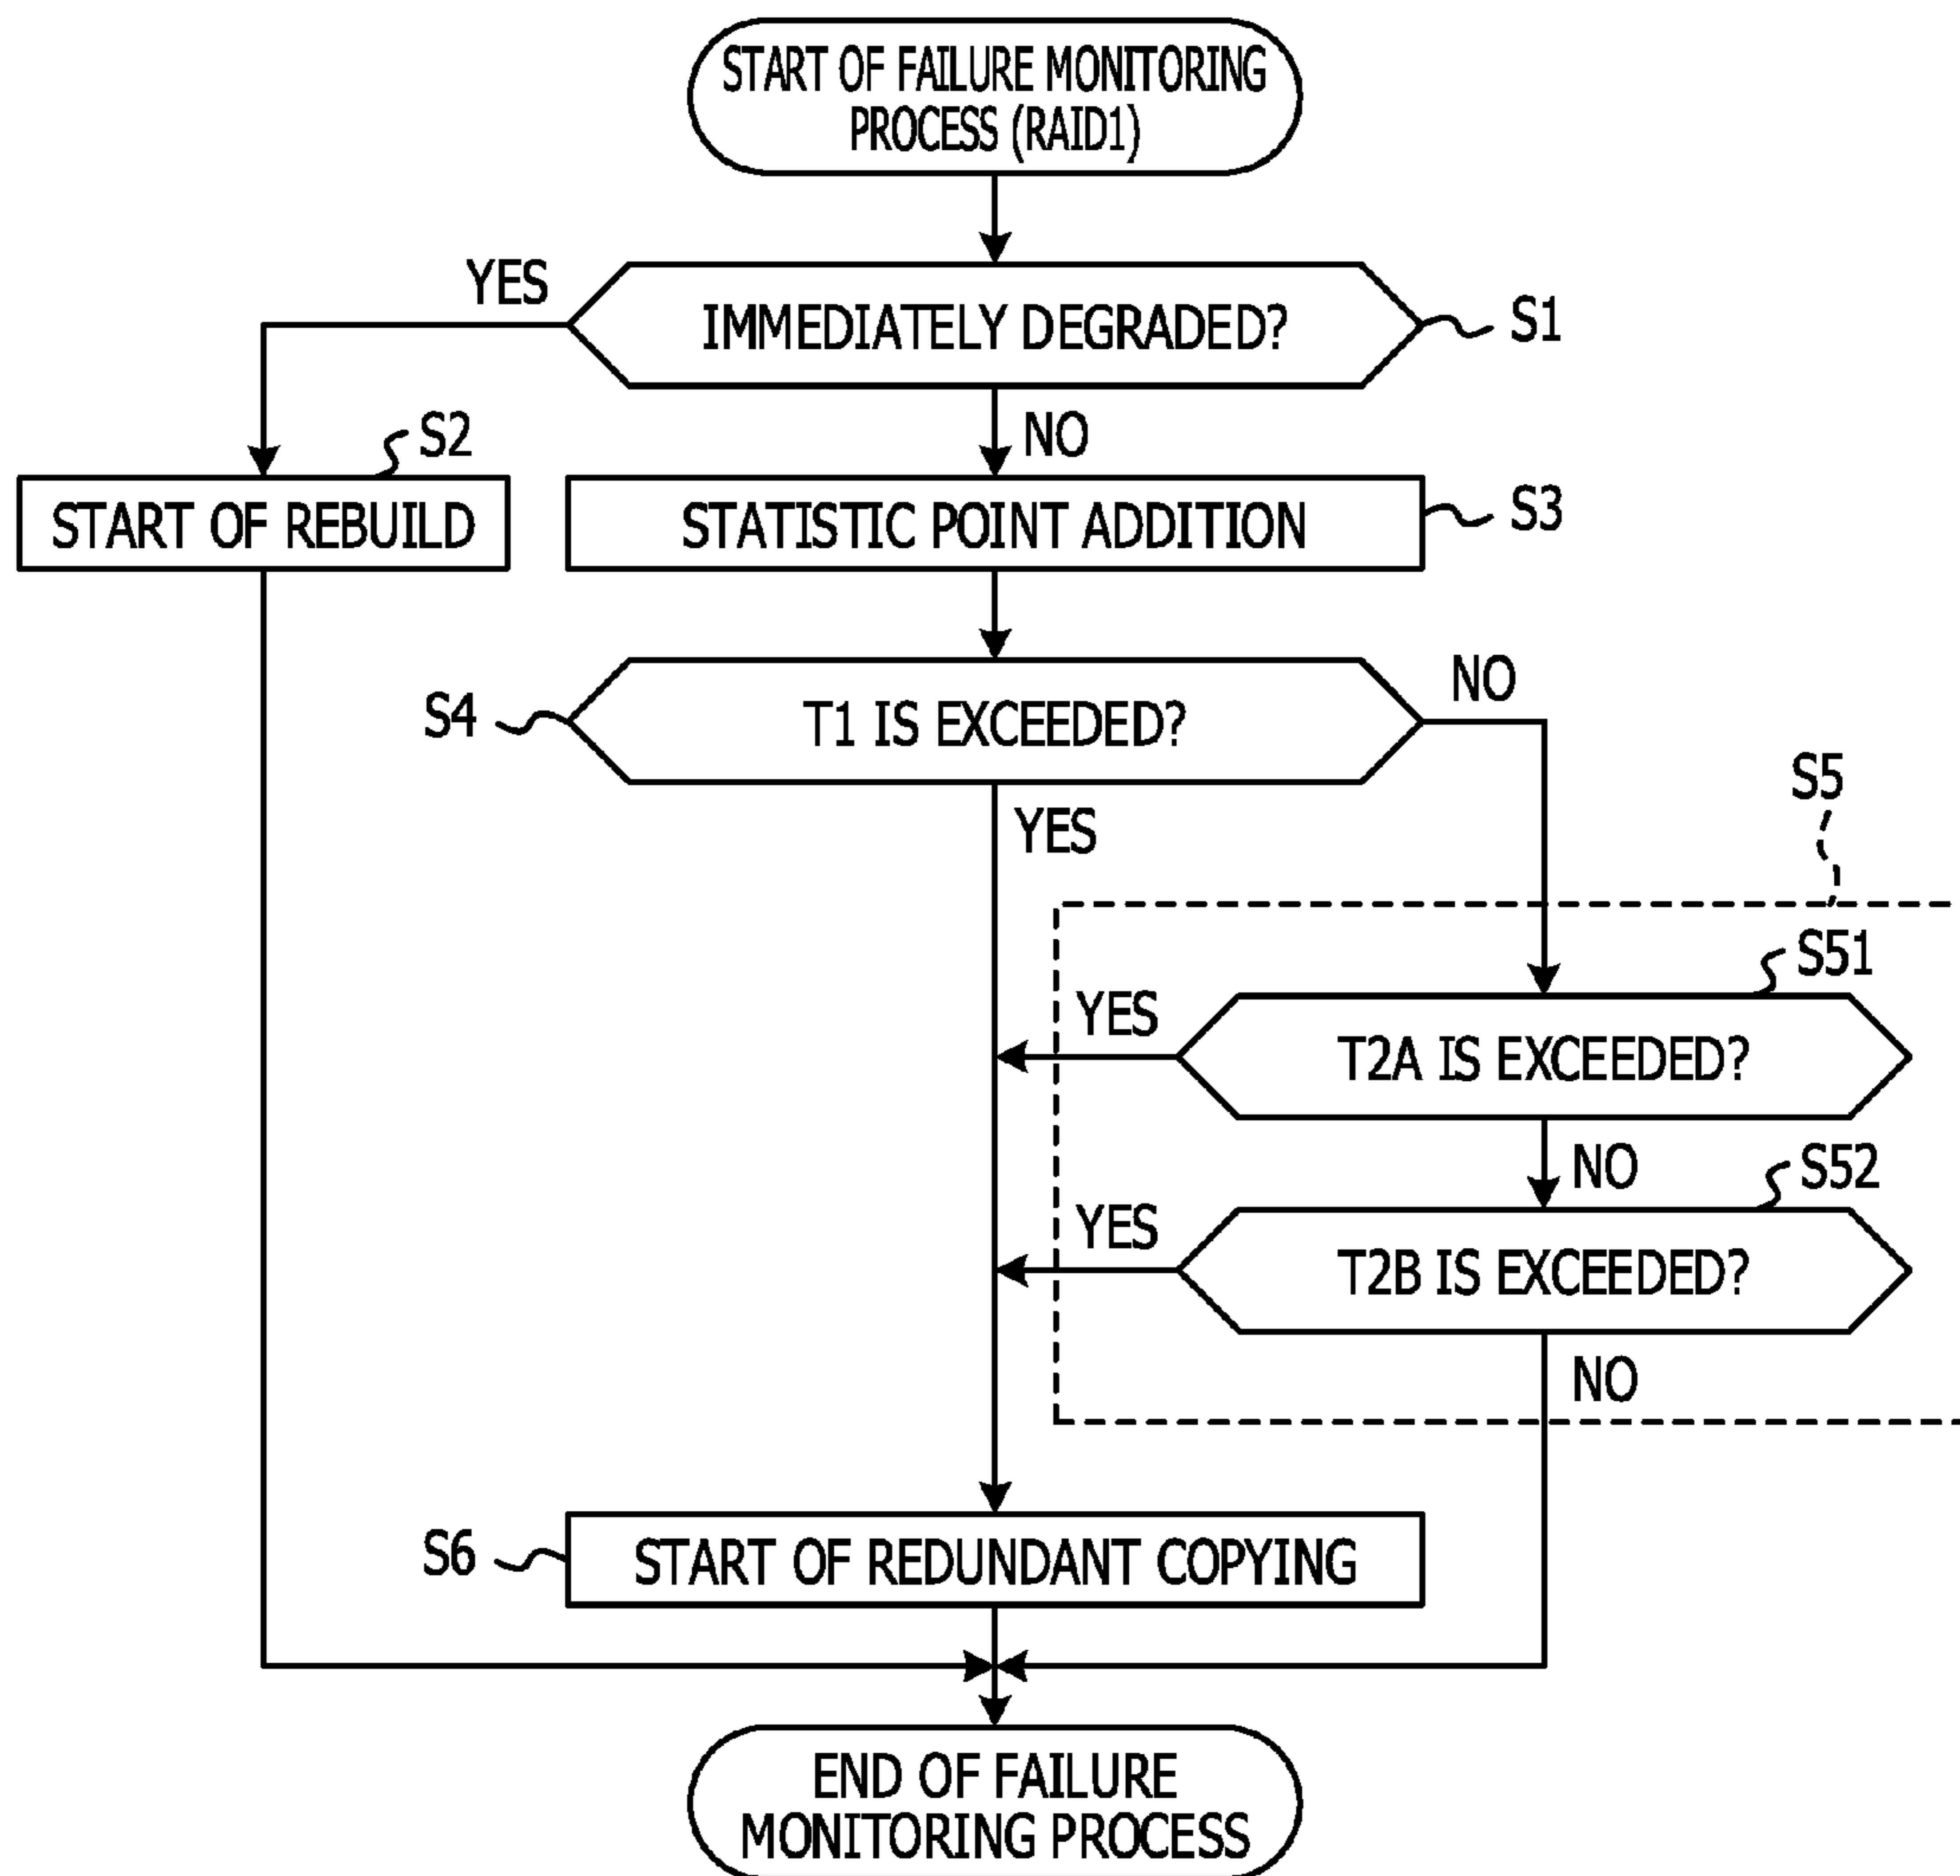 START OF FAILURE MONITORING
PROCESS (RAID1)
YES
IMMEDIATELY DEGRADED?
S1
NO
S2
START OF REBUILD
STATISTIC POINT ADDITION
S3
NO
S4
T1 IS EXCEEDED?
YES
S5
S51
YES
T2A IS EXCEEDED?
NO
S52
YES
T2B IS EXCEEDED?
NO
S6
START OF REDUNDANT COPYING
END OF FAILURE
MONITORING PROCESS